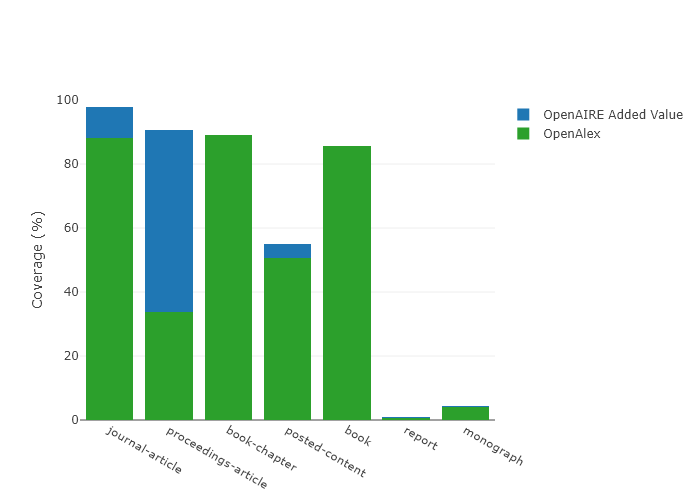 100
80
60
40
20
0
Coverage (%)
journal-article
proceedings-article
book-chapter
posted-content
book
report
monograph
OpenAIRE Added Value
OpenAlex